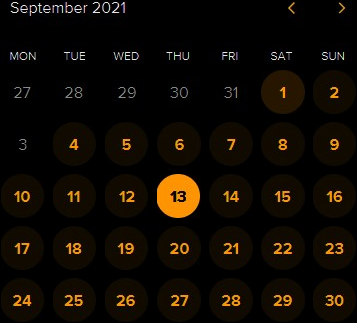 September 2021
MON TUE WED THU FRI SAT SUN
27 28 29 30 31 1 2
3 4 5 6 7 8 9
10 11 12 13 14 15 16
17 18 19 20 21 22 23
24 25 26 27 28 29 30